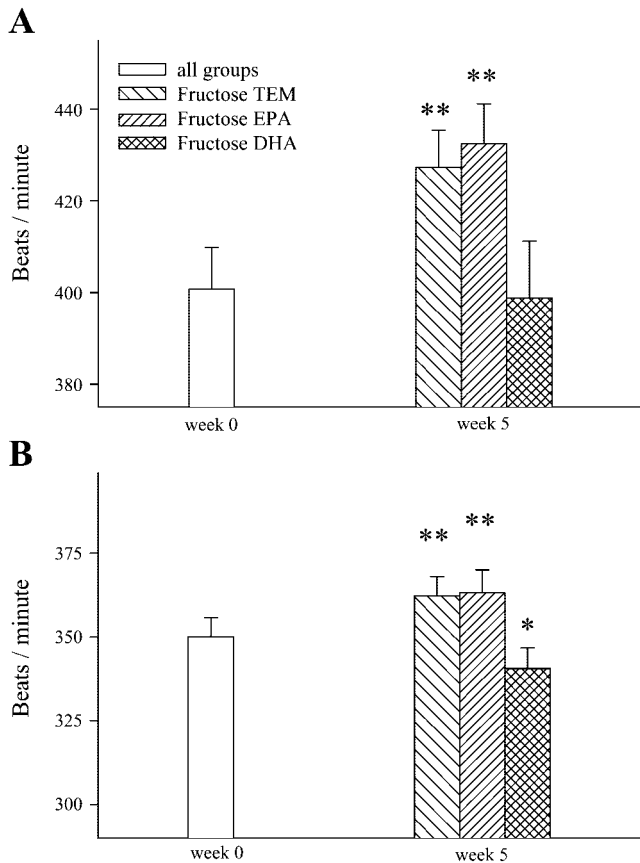 A
all groups
Fructose TEM
Fructose EPA
Fructose DHA
**
**
440
420
400
380
Beats / minute
week 0
week 5
B
**
**
*
375
350
325
300
Beats / minute
week 0
week 5